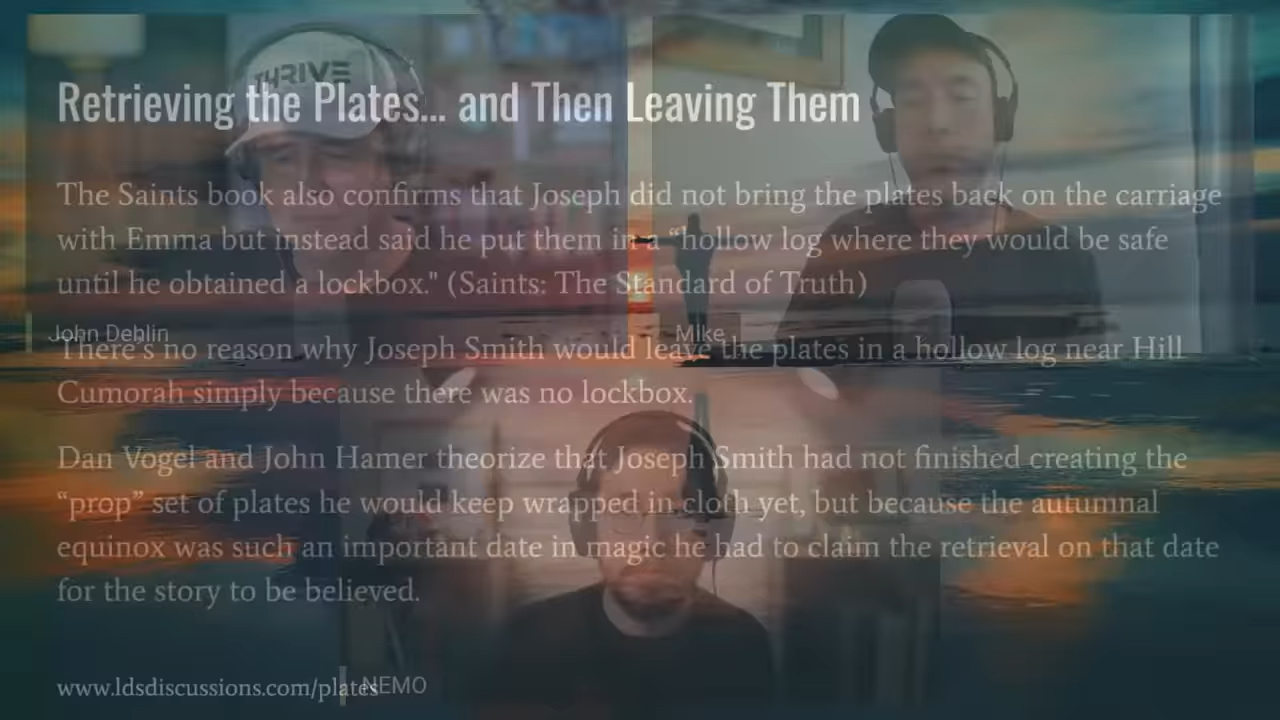 THRIVE
Retrieving the Plates... and Then Leaving Them
The Saints book also confirms that Joseph did not bring the plates back on the carriage
with Emma but instead said he put them in a “hollow log where they would be safe
until he obtained a lockbox." (Saints: The Standard of Truth)
John Dehlin
Mike
There's no reason why Joseph Smith would leave the plates in a hollow log near Hill
Cumorah simply because there was no lockbox.
Dan Vogel and John Hamer theorize that Joseph Smith had not finished creating the
“prop” set of plates he would keep wrapped in cloth yet, but because the autumnal
equinox was such an important date in magic he had to claim the retrieval on that date
for the story to be believed.
www.ldsdiscussions.com/plates
NEMO